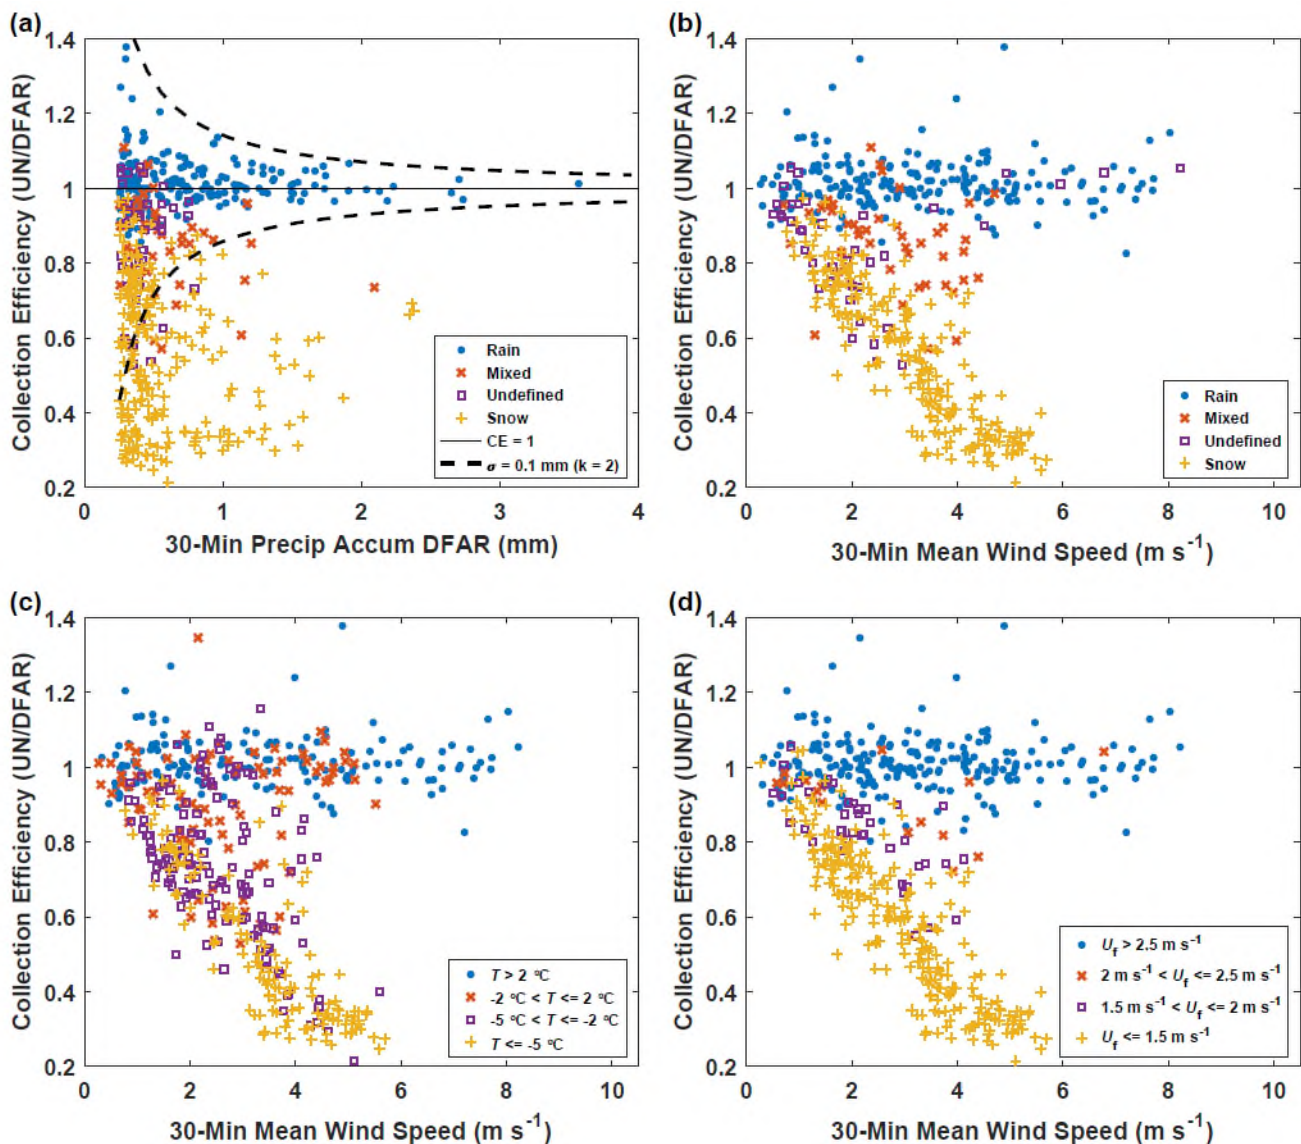 (a)
1.4
1.2
1
0.8
0.6
0.4
0.2
Collection Efficiency (UN/DFAR)
0
1
2
3
4
30-Min Precip Accum DFAR (mm)
Rain
Mixed
Undefined
Snow
CE = 1
σ = 0.1 mm (k = 2)
(b)
1.4
1.2
1
0.8
0.6
0.4
0.2
Collection Efficiency (UN/DFAR)
0
2
4
6
8
10
30-Min Mean Wind Speed (m s⁻¹)
Rain
Mixed
Undefined
Snow
(c)
1.4
1.2
1
0.8
0.6
0.4
0.2
Collection Efficiency (UN/DFAR)
0
2
4
6
8
10
30-Min Mean Wind Speed (m s⁻¹)
T > 2 °C
-2 °C < T <= 2 °C
-5 °C < T <= -2 °C
T <= -5 °C
(d)
1.4
1.2
1
0.8
0.6
0.4
0.2
Collection Efficiency (UN/DFAR)
0
2
4
6
8
10
30-Min Mean Wind Speed (m s⁻¹)
U_f > 2.5 m s⁻¹
2 m s⁻¹ < U_f <= 2.5 m s⁻¹
1.5 m s⁻¹ < U_f <= 2 m s⁻¹
U_f <= 1.5 m s⁻¹